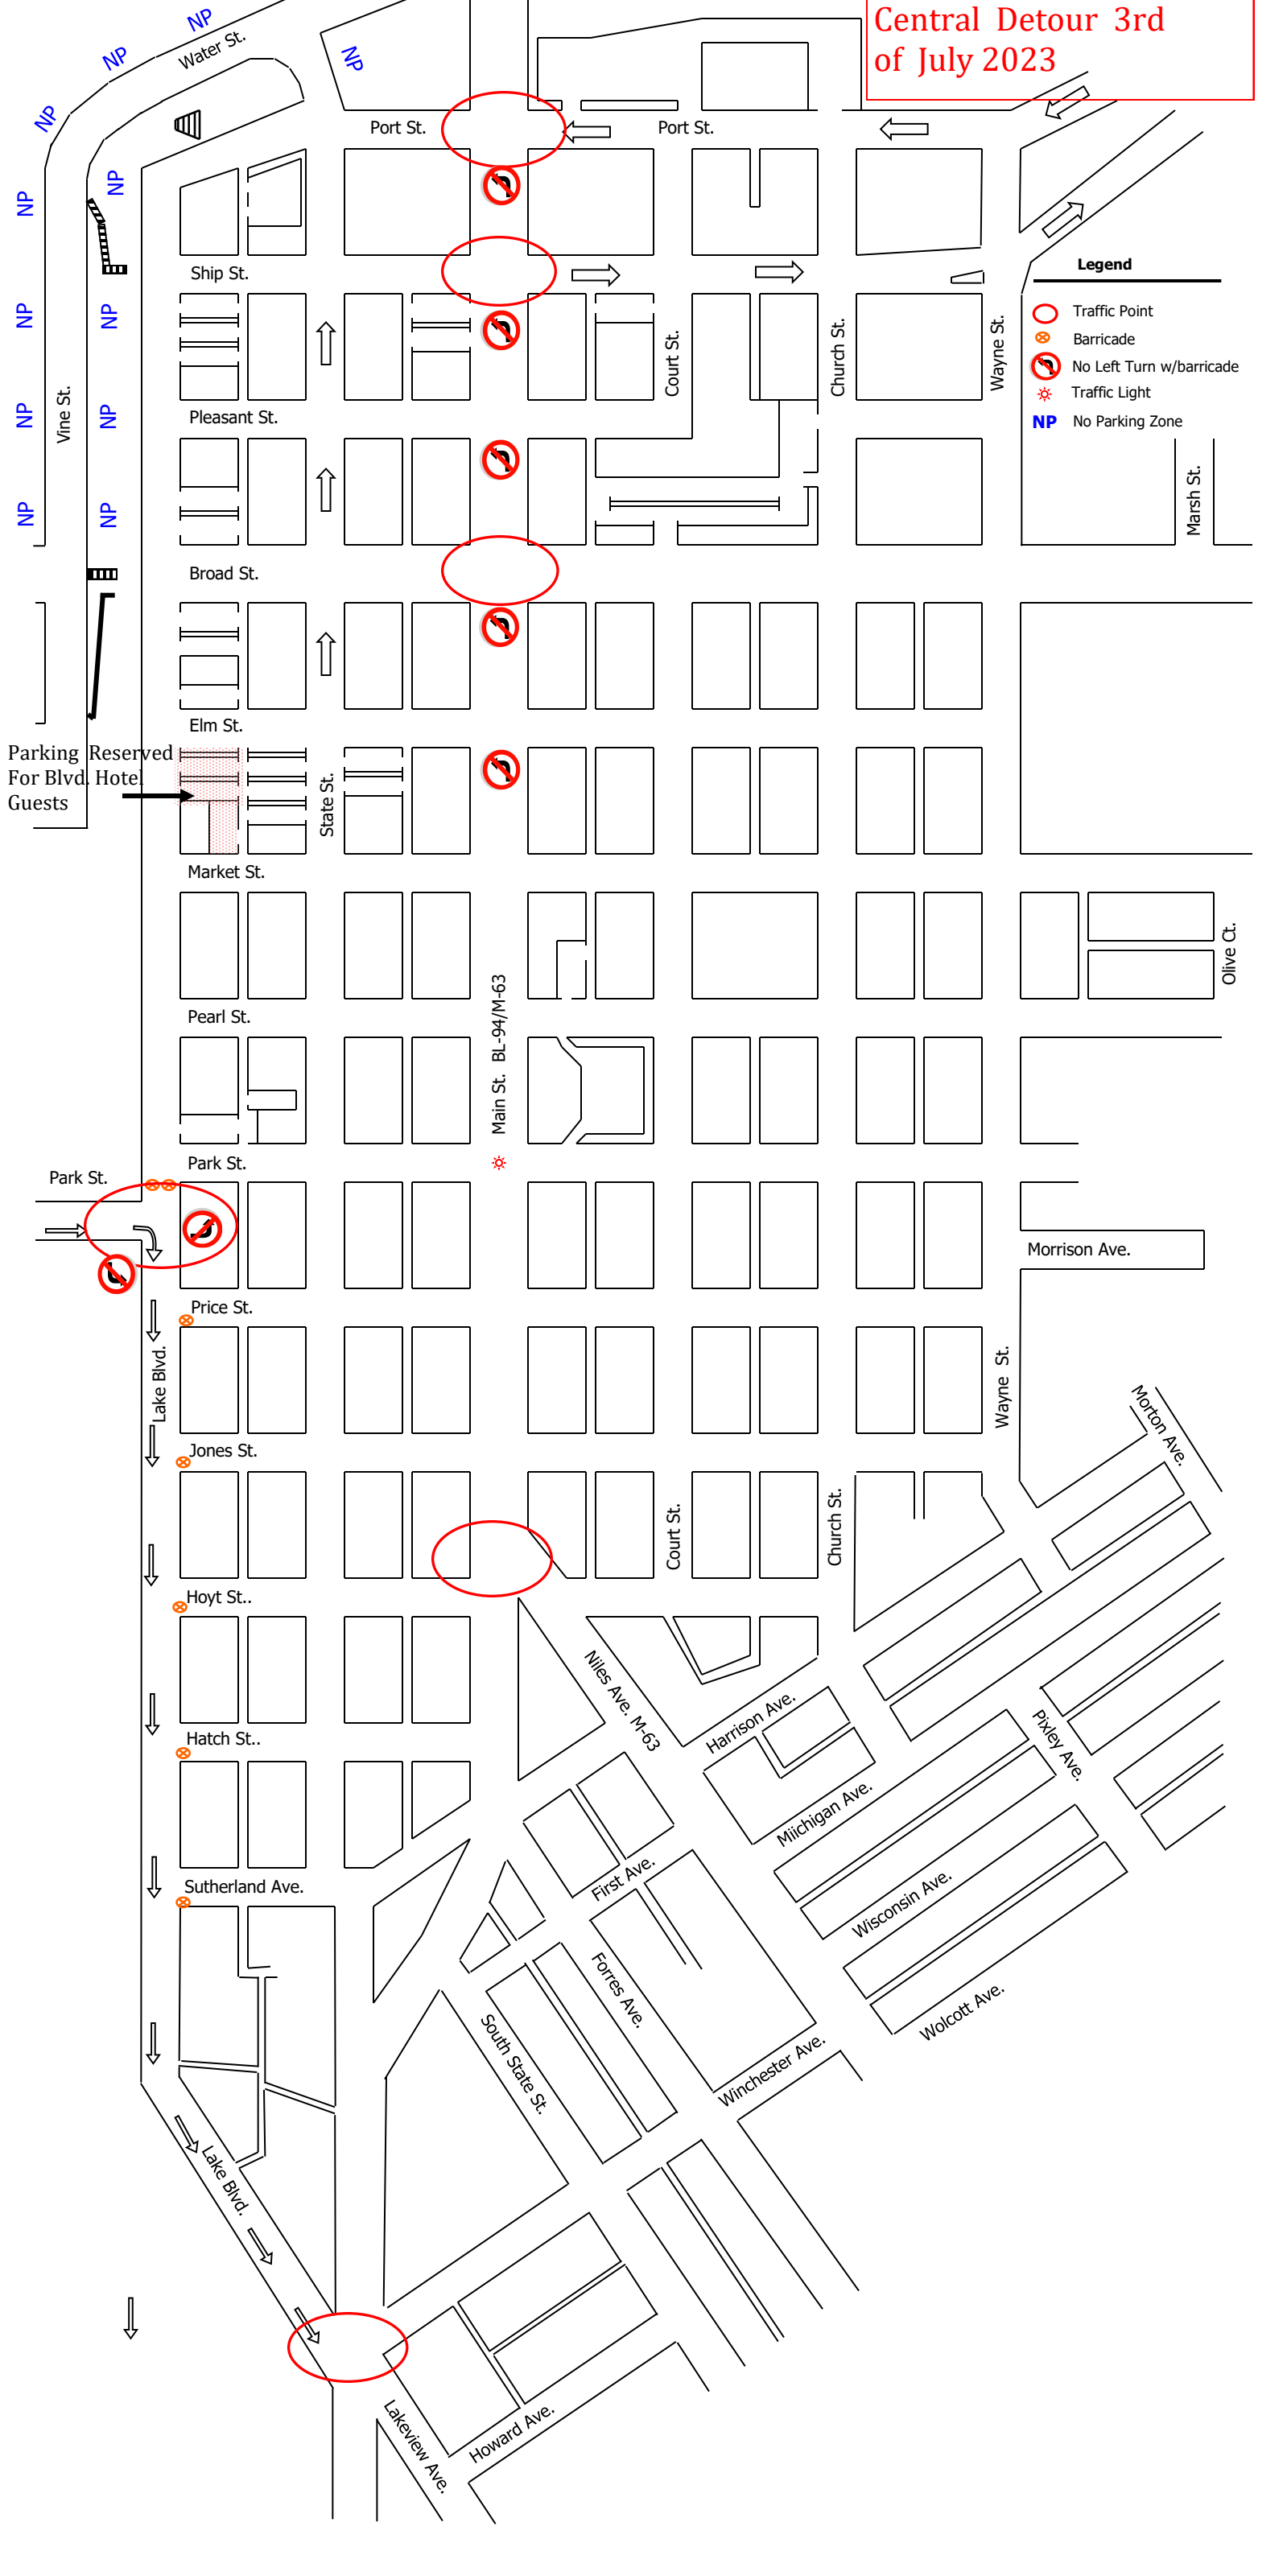 Central Detour 3rd
of July 2023
NP
Water St.
NP
NP
NP
Port St.
Port St.
NP
NP
Ship St.
Legend
Traffic Point
Barricade
No Left Turn w/barricade
Traffic Light
NP No Parking Zone
NP
NP
Court St.
Church St.
Wayne St.
Vine St.
NP
NP
Pleasant St.
Marsh St.
NP
NP
Broad St.
Elm St.
Parking Reserved
For Blvd. Hotel
Guests
State St.
Market St.
Olive Ct.
Pearl St.
Main St. BL-94/M-63
Park St.
Park St.
Morrison Ave.
Price St.
Lake Blvd.
Wayne St.
Morton Ave.
Jones St.
Court St.
Church St.
Hoyt St..
Niles Ave. M-63
Harrison Ave.
Pixley Ave.
Hatch St..
Miichigan Ave.
First Ave.
Sutherland Ave.
Wisconsin Ave.
Forres Ave.
Wolcott Ave.
South State St.
Winchester Ave.
Lake Blvd.
Lakeview Ave.
Howard Ave.